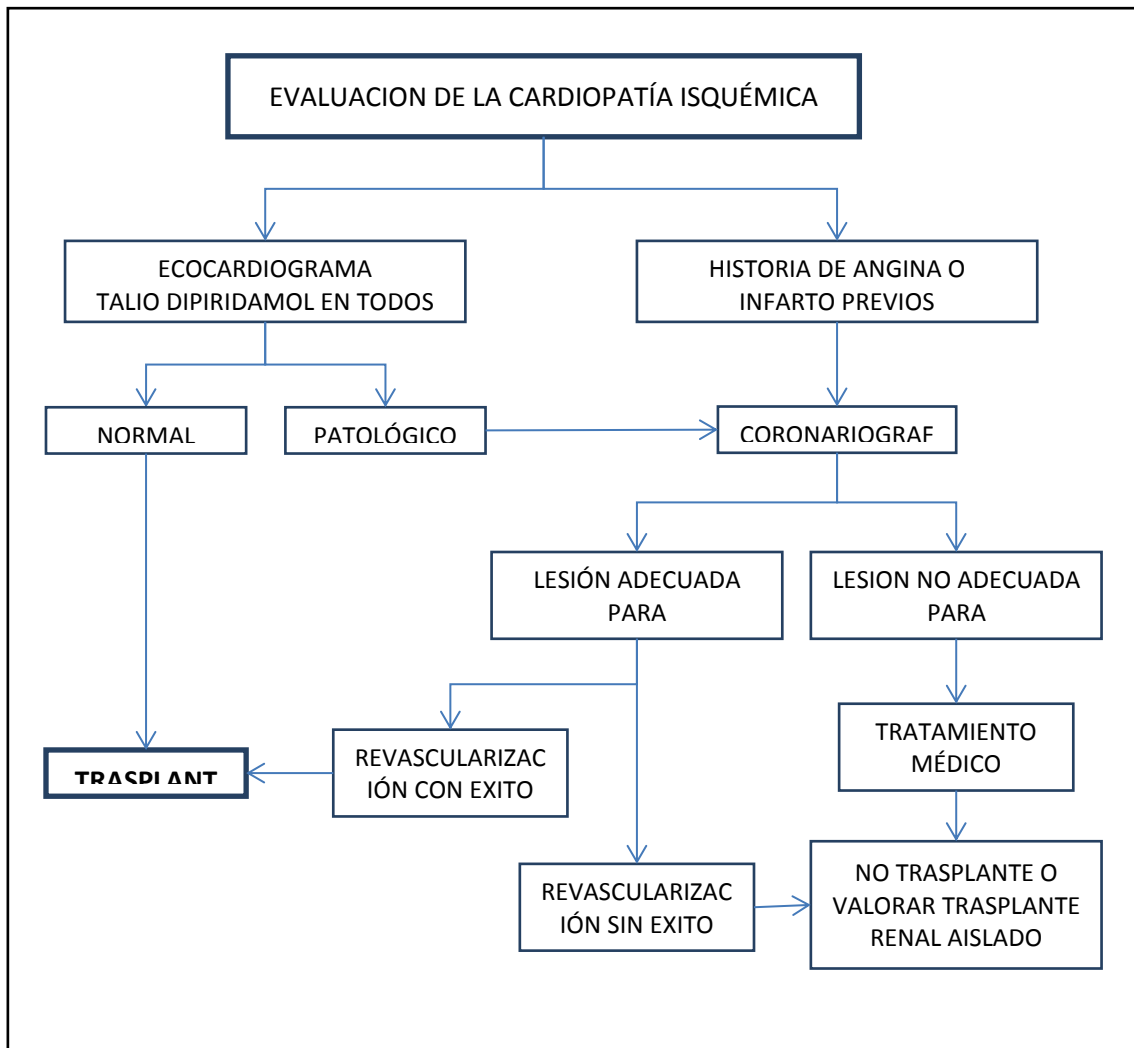 EVALUACION DE LA CARDIOPATÍA ISQUÉMICA
ECOCARDIOGRAMA
TALIO DIPIRIDAMOL EN TODOS
HISTORIA DE ANGINA O
INFARTO PREVIOS
NORMAL
PATOLÓGICO
CORONARIOGRAF
LESIÓN ADECUADA
PARA
LESION NO ADECUADA
PARA
REVASCULARIZAC
IÓN CON EXITO
TRATAMIENTO
MÉDICO
TRASPLANT
REVASCULARIZAC
IÓN SIN EXITO
NO TRASPLANTE O
VALORAR TRASPLANTE
RENAL AISLADO